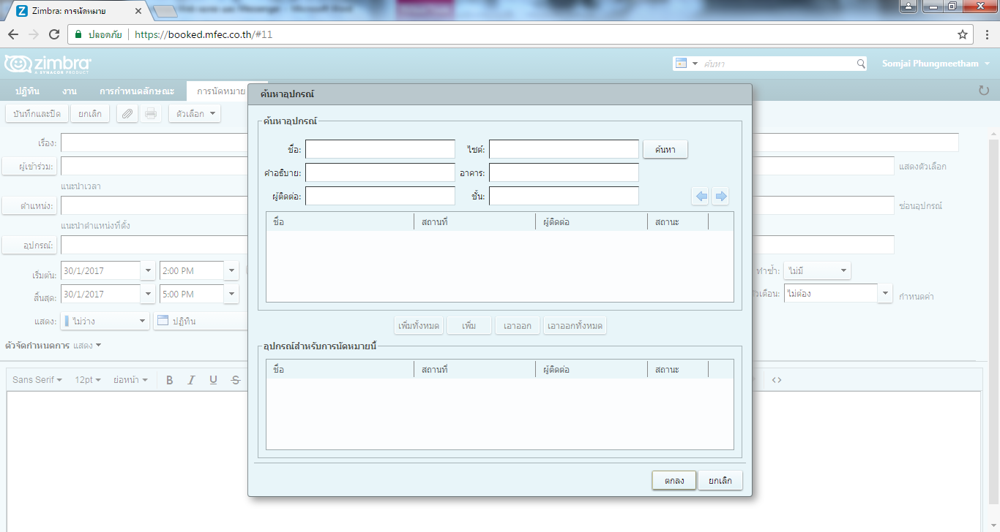 Zimbra: การนัดหมาย
ปลอดภัย https://booked.mfec.co.th/#11
zimbra
A SYNACOR PRODUCT
ค้นหา
Somjai Phungmeetham
ปฏิทิน งาน การกำหนดลักษณะ การนัดหมาย
บันทึกและปิด ยกเลิก ตัวเลือก
เรื่อง:
ผู้เข้าร่วม: แสดงตัวเลือก
แนะนำเวลา
ตำแหน่ง: ซ่อนอุปกรณ์
แนะนำตำแหน่งที่ตั้ง
อุปกรณ์:
เริ่มต้น: 30/1/2017 2:00 PM ทำซ้ำ: ไม่มี
สิ้นสุด: 30/1/2017 5:00 PM ไม่ต้อง กำหนดค่า
แสดง: ไม่ว่าง ปฏิทิน
ตัวจัดกำหนดการ แสดง
Sans Serif 12pt ย่อหน้า B I U S <>
ค้นหาอุปกรณ์
ค้นหาอุปกรณ์
ชื่อ: ไซต์: ค้นหา
คำอธิบาย: อาคาร:
ผู้ติดต่อ: ชั้น:
ชื่อ สถานที่ ผู้ติดต่อ สถานะ
เพิ่มทั้งหมด เพิ่ม เอาออก เอาออกทั้งหมด
อุปกรณ์สำหรับการนัดหมายนี้
ชื่อ สถานที่ ผู้ติดต่อ สถานะ
ตกลง ยกเลิก